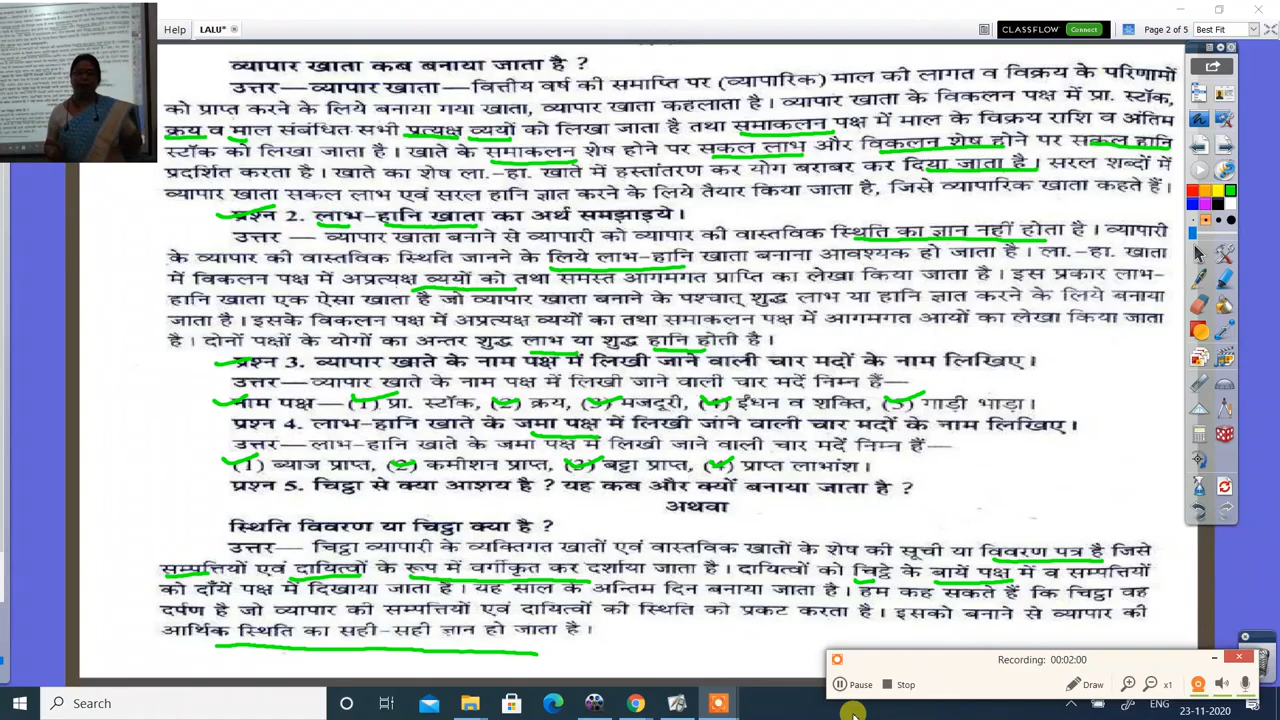 Help LALU* CLASSFLOW Connect Page 2 of 5 Best Fit
व्यापार खाता कब बनाया जाता है ?
उत्तर—व्यापार खाता— वित्तीय वर्ष की समाप्ति पर (व्यापारिक) माल की लागत व विक्रय के परिणामों
को प्राप्त करने के लिये बनाया गया खाता, व्यापार खाता कहलाता है। व्यापार खाते के विकलन पक्ष में प्रा. स्टॉक,
क्रय व माल संबंधित सभी प्रत्यक्ष व्ययों को लिखा जाता है तथा समाकलन पक्ष में माल के विक्रय राशि व अंतिम
स्टॉक को लिखा जाता है। खाते के समाकलन शेष होने पर सकल लाभ और विकलन शेष होने पर सकल हानि
प्रदर्शित करता है। खाते का शेष ला.–हा. खाते में हस्तांतरण कर योग बराबर कर दिया जाता है। सरल शब्दों में
व्यापार खाता सकल लाभ एवं सरल हानि ज्ञात करने के लिये तैयार किया जाता है, जिसे व्यापारिक खाता कहते हैं।
प्रश्न 2. लाभ–हानि खाता का अर्थ समझाइये।
उत्तर — व्यापार खाता बनाने से व्यापारी को व्यापार की वास्तविक स्थिति का ज्ञान नहीं होता है। व्यापारी
के व्यापार की वास्तविक स्थिति जानने के लिये लाभ–हानि खाता बनाना आवश्यक हो जाता है। ला.–हा. खाता
में विकलन पक्ष में अप्रत्यक्ष व्ययों को तथा समस्त आगमगत प्राप्ति का लेखा किया जाता है। इस प्रकार लाभ–
हानि खाता एक ऐसा खाता है जो व्यापार खाता बनाने के पश्चात् शुद्ध लाभ या हानि ज्ञात करने के लिये बनाया
जाता है। इसके विकलन पक्ष में अप्रत्यक्ष व्ययों का तथा समाकलन पक्ष में आगमगत आयों का लेखा किया जाता
है। दोनों पक्षों के योगों का अन्तर शुद्ध लाभ या शुद्ध हानि होती है।
प्रश्न 3. व्यापार खाते के नाम पक्ष में लिखी जाने वाली चार मदों के नाम लिखिए।
उत्तर—व्यापार खाते के नाम पक्ष में लिखी जाने वाली चार मदें निम्न हैं—
नाम पक्ष— (1) प्रा. स्टॉक, (2) क्रय, (3) मजदूरी, (4) ईंधन व शक्ति, (5) गाड़ी भाड़ा।
प्रश्न 4. लाभ–हानि खाते के जमा पक्ष में लिखी जाने वाली चार मदों के नाम लिखिए।
उत्तर—लाभ–हानि खाते के जमा पक्ष में लिखी जाने वाली चार मदें निम्न हैं—
(1) ब्याज प्राप्त, (2) कमीशन प्राप्त, (3) बट्टा प्राप्त, (4) प्राप्त लाभांश।
प्रश्न 5. चिट्ठा से क्या आशय है ? यह कब और क्यों बनाया जाता है ?
अथवा
स्थिति विवरण या चिट्ठा क्या है ?
उत्तर— चिट्ठा व्यापारी के व्यक्तिगत खातों एवं वास्तविक खातों के शेष की सूची या विवरण पत्र है जिसे
सम्पत्तियों एवं दायित्वों के रूप में वर्गीकृत कर दर्शाया जाता है। दायित्वों को चिट्ठे के बायें पक्ष में व सम्पत्तियों
को दाँयें पक्ष में दिखाया जाता हैं। यह साल के अन्तिम दिन बनाया जाता है। हम कह सकते हैं कि चिट्ठा वह
दर्पण है जो व्यापार की सम्पत्तियों एवं दायित्वों की स्थिति को प्रकट करता है। इसको बनाने से व्यापार की
आर्थिक स्थिति का सही–सही ज्ञान हो जाता है।
Recording: 00:02:00
Pause Stop Draw x1
Search ENG 23-11-2020